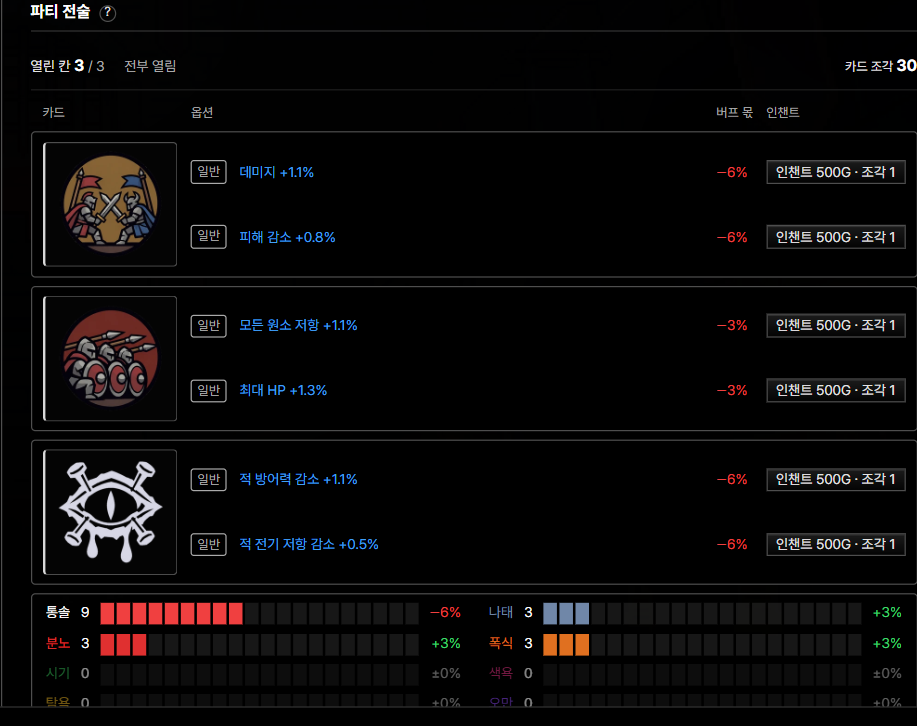 파티 전술 ?
열린 칸 3 / 3 전부 열림 카드 조각 30
카드 옵션 버프 몫 인챈트
일반 데미지 +1.1% −6% 인챈트 500G · 조각 1
일반 피해 감소 +0.8% −6% 인챈트 500G · 조각 1
일반 모든 원소 저항 +1.1% −3% 인챈트 500G · 조각 1
일반 최대 HP +1.3% −3% 인챈트 500G · 조각 1
일반 적 방어력 감소 +1.1% −6% 인챈트 500G · 조각 1
일반 적 전기 저항 감소 +0.5% −6% 인챈트 500G · 조각 1
통솔 9 −6% 나태 3 +3%
분노 3 +3% 폭식 3 +3%
시기 0 ±0% 색욕 0 ±0%
탐욕 0 ±0% 오만 0 ±0%